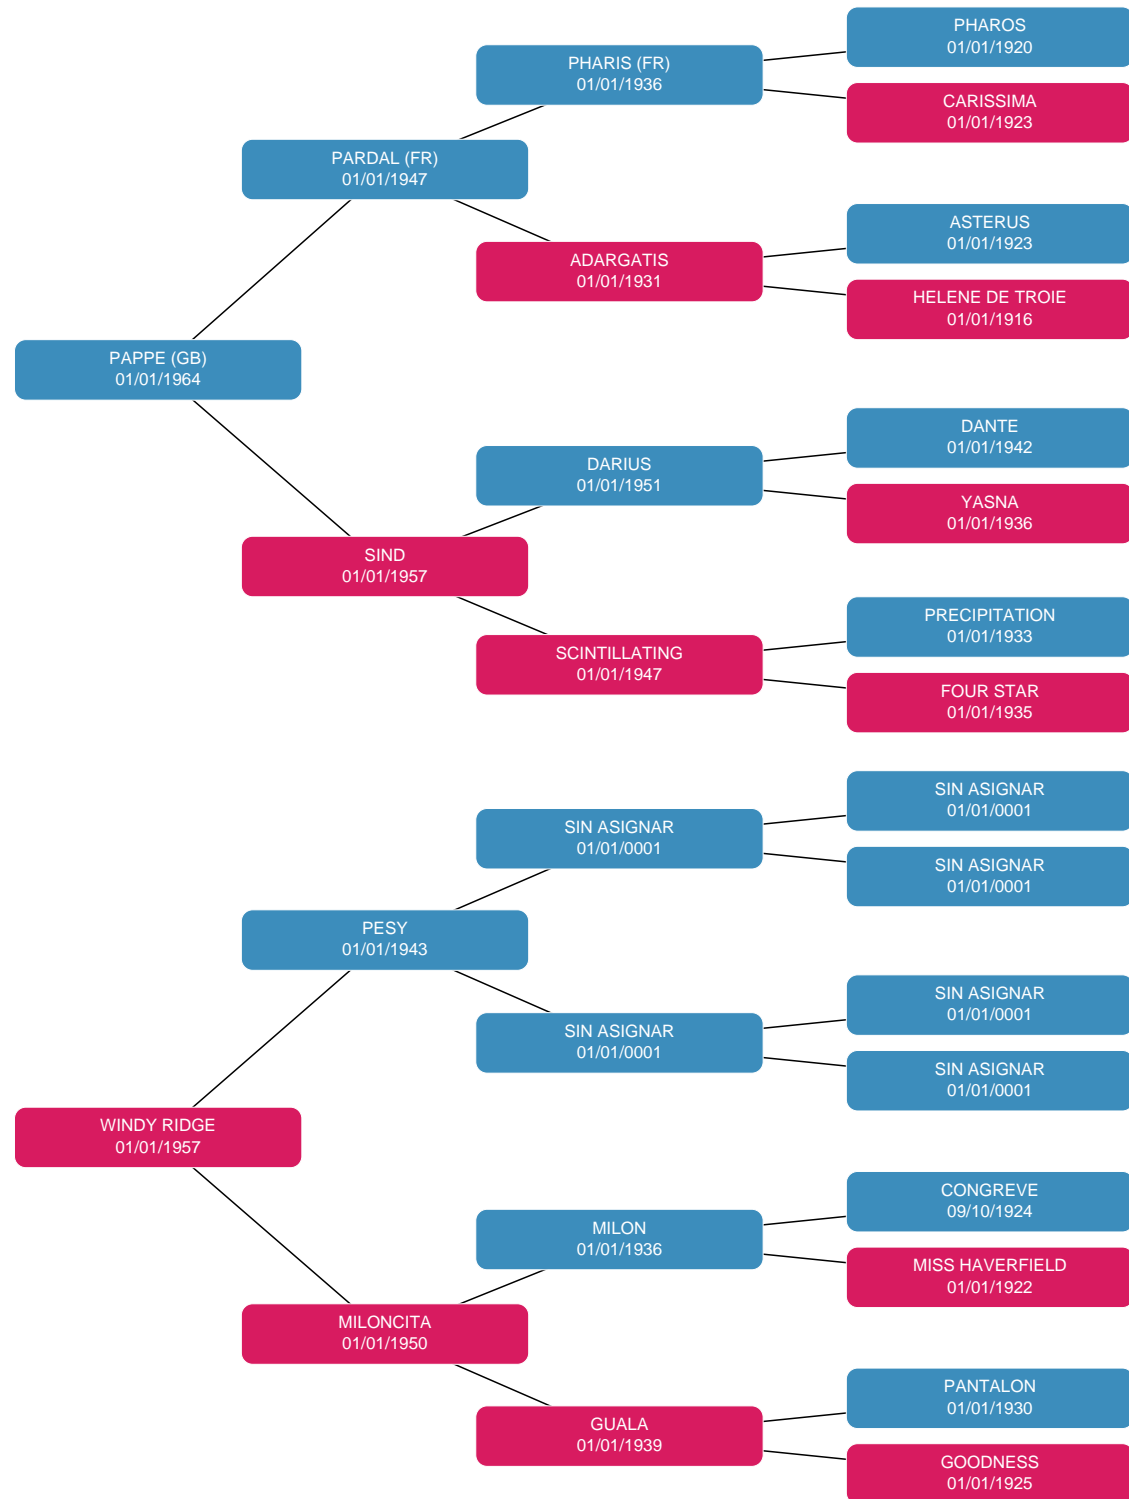 PHAROS
01/01/1920
PHARIS (FR)
01/01/1936
CARISSIMA
01/01/1923
PARDAL (FR)
01/01/1947
ASTERUS
01/01/1923
ADARGATIS
01/01/1931
HELENE DE TROIE
01/01/1916
PAPPE (GB)
01/01/1964
DANTE
01/01/1942
DARIUS
01/01/1951
YASNA
01/01/1936
SIND
01/01/1957
PRECIPITATION
01/01/1933
SCINTILLATING
01/01/1947
FOUR STAR
01/01/1935
SIN ASIGNAR
01/01/0001
SIN ASIGNAR
01/01/0001
SIN ASIGNAR
01/01/0001
PESY
01/01/1943
SIN ASIGNAR
01/01/0001
SIN ASIGNAR
01/01/0001
SIN ASIGNAR
01/01/0001
WINDY RIDGE
01/01/1957
CONGREVE
09/10/1924
MILON
01/01/1936
MISS HAVERFIELD
01/01/1922
MILONCITA
01/01/1950
PANTALON
01/01/1930
GUALA
01/01/1939
GOODNESS
01/01/1925